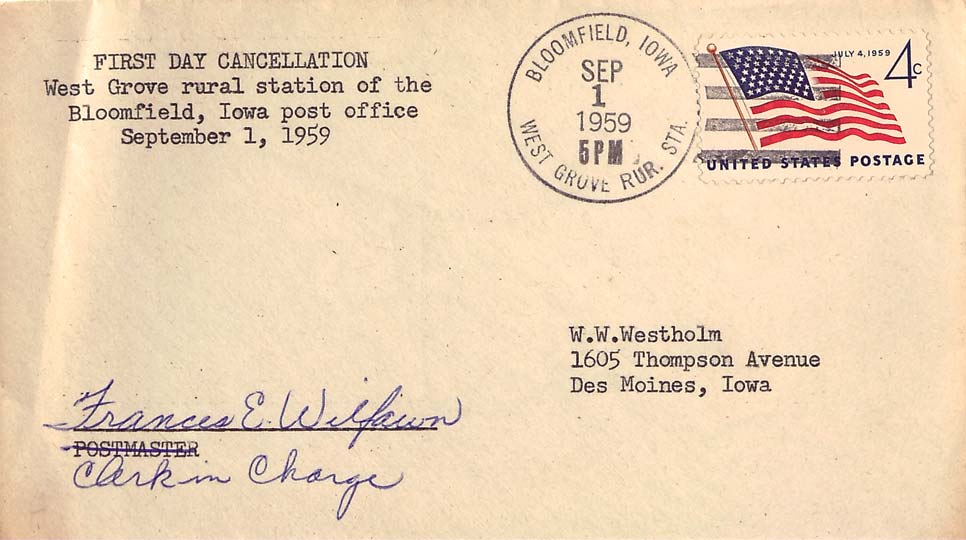 FIRST DAY CANCELLATION
West Grove rural station of the
Bloomfield, Iowa post office
September 1, 1959
BLOOMFIELD, IOWA
SEP
1
1959
5PM
WEST GROVE RUR. STA.
JULY 4, 1959
4c
UNITED STATES POSTAGE
W.W.Westholm
1605 Thompson Avenue
Des Moines, Iowa
Frances E. Wilfawn
POSTMASTER
Clerk in Charge